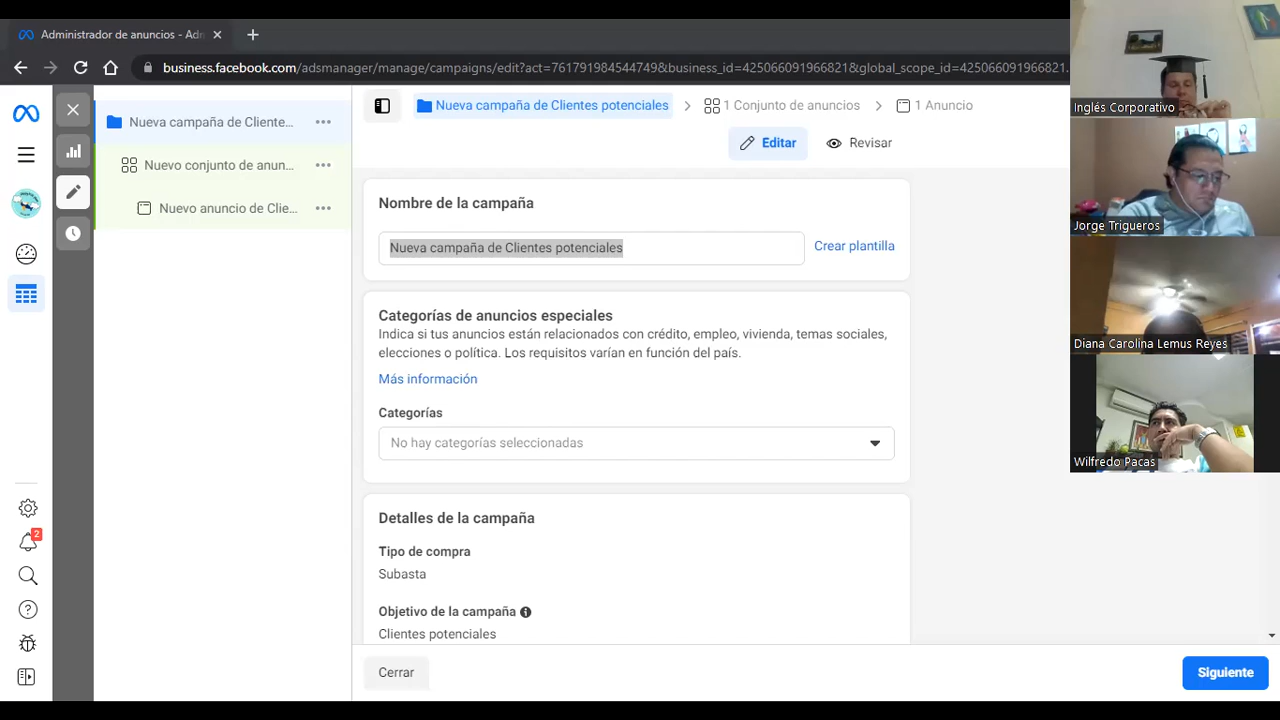 Administrador de anuncios - Adm
business.facebook.com/adsmanager/manage/campaigns/edit?act=761791984544749&business_id=425066091966821&global_scope_id=425066091966821
Nueva campaña de Cliente...
Nuevo conjunto de anun...
Nuevo anuncio de Clie...
2
Nueva campaña de Clientes potenciales
1 Conjunto de anuncios
1 Anuncio
Editar
Revisar
Nombre de la campaña
Nueva campaña de Clientes potenciales
Crear plantilla
Categorías de anuncios especiales
Indica si tus anuncios están relacionados con crédito, empleo, vivienda, temas sociales,
elecciones o política. Los requisitos varían en función del país.
Más información
Categorías
No hay categorías seleccionadas
Detalles de la campaña
Tipo de compra
Subasta
Objetivo de la campaña
Clientes potenciales
Cerrar
Siguiente
Inglés Corporativo
Jorge Trigueros
Diana Carolina Lemus Reyes
Wilfredo Pacas